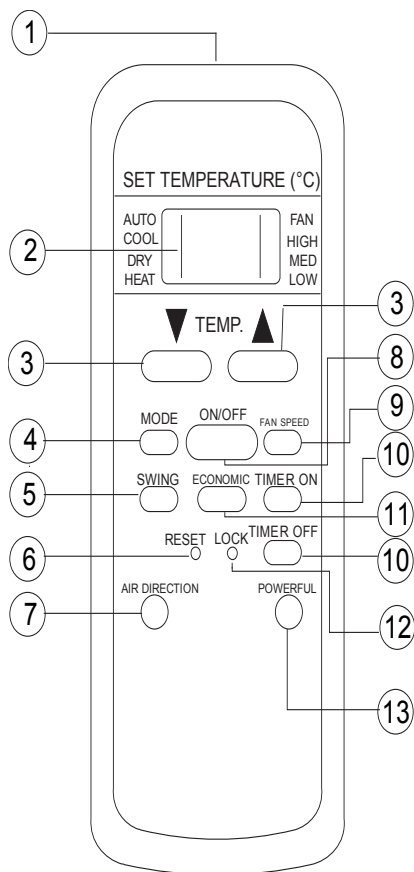 1
SET TEMPERATURE (°C)
AUTO
COOL
DRY
HEAT
FAN
HIGH
MED
LOW
2
▼ TEMP. ▲
3
3
8
MODE
ON/OFF
FAN SPEED
4
9
SWING
ECONOMIC
TIMER ON
5
10
11
RESET
LOCK
TIMER OFF
6
10
AIR DIRECTION
POWERFUL
7
12
13